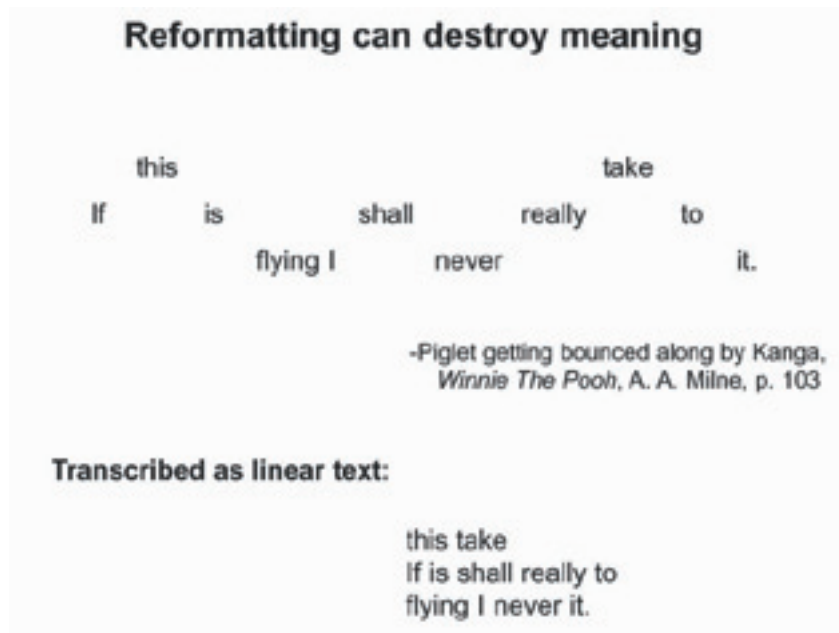 Reformatting can destroy meaning
this take
If is shall really to
flying I never it.
-Piglet getting bounced along by Kanga,
Winnie The Pooh, A. A. Milne, p. 103
Transcribed as linear text:
this take
If is shall really to
flying I never it.